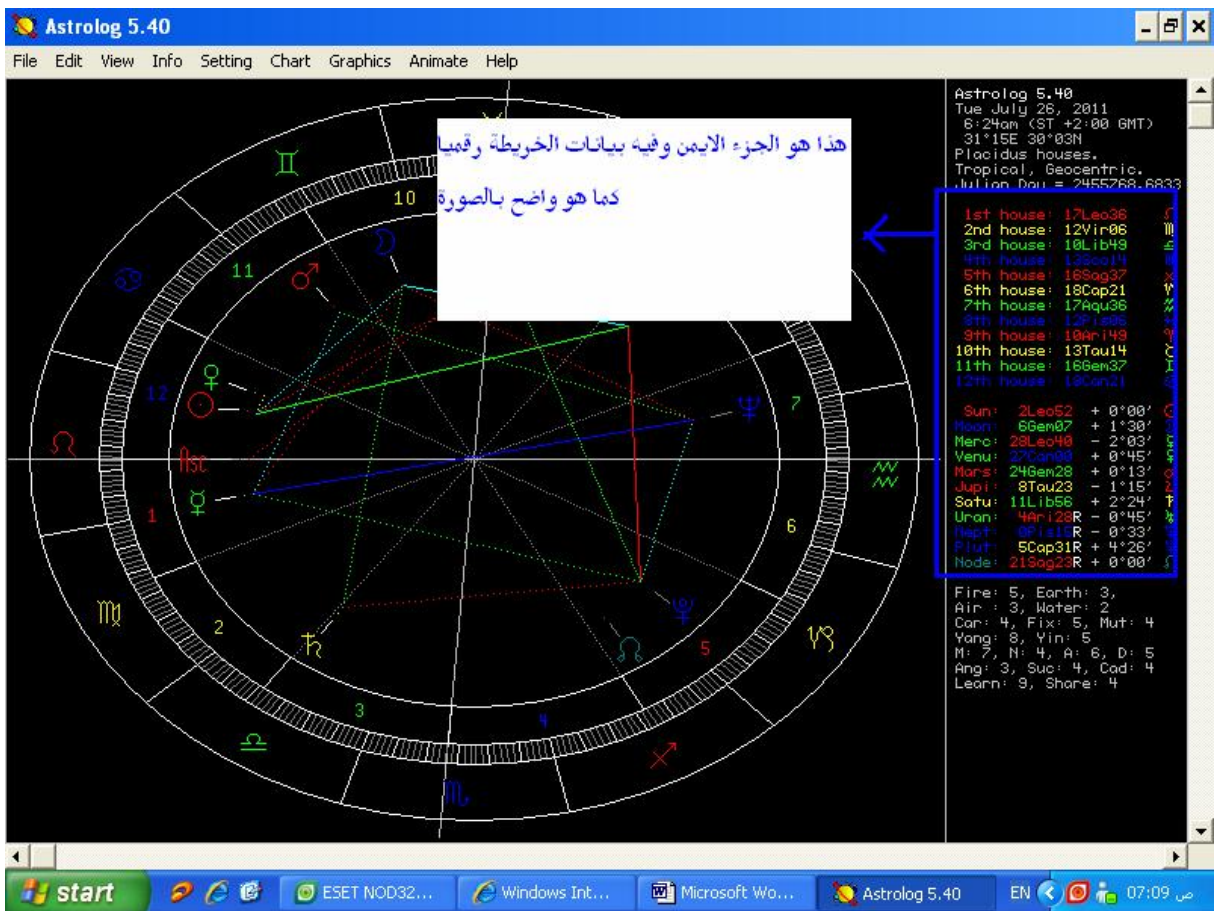 Astrolog 5.40
File Edit View Info Setting Chart Graphics Animate Help
هذا هو الجزء الايمن وفيه بيانات الخريطة رقميا
كما هو واضح بالصورة
10
11
12
Asc
1
2
3
4
5
6
7
Astrolog 5.40
Tue July 26, 2011
6:24am (ST +2:00 GMT)
31°15E 30°03N
Placidus houses.
Tropical, Geocentric.
Julian Day = 2455768.6833
1st house: 17Leo36
2nd house: 12Vir06
3rd house: 10Lib49
4th house: 13Sco14
5th house: 16Sag37
6th house: 18Cap21
7th house: 17Aqu36
8th house: 12Pis06
9th house: 10Ari49
10th house: 13Tau14
11th house: 16Gem37
12th house: 18Can21
Sun: 2Leo52 + 0°00'
Moon: 6Gem07 + 1°30'
Merc: 28Leo40 - 2°03'
Venu: 27Can00 + 0°45'
Mars: 24Gem28 + 0°13'
Jupi: 8Tau23 - 1°15'
Satu: 11Lib56 + 2°24'
Uran: 4Ari28R - 0°45'
Nept: 0Pis15R - 0°33'
Plut: 5Cap31R + 4°26'
Node: 21Sag23R + 0°00'
Fire: 5, Earth: 3,
Air : 3, Water: 2
Car: 4, Fix: 5, Mut: 4
Yang: 8, Yin: 5
M: 7, N: 4, A: 6, D: 5
Ang: 3, Suc: 4, Cad: 4
Learn: 9, Share: 4
start ESET NOD32... Windows Int... Microsoft Wo... Astrolog 5.40 EN 07:09 ص